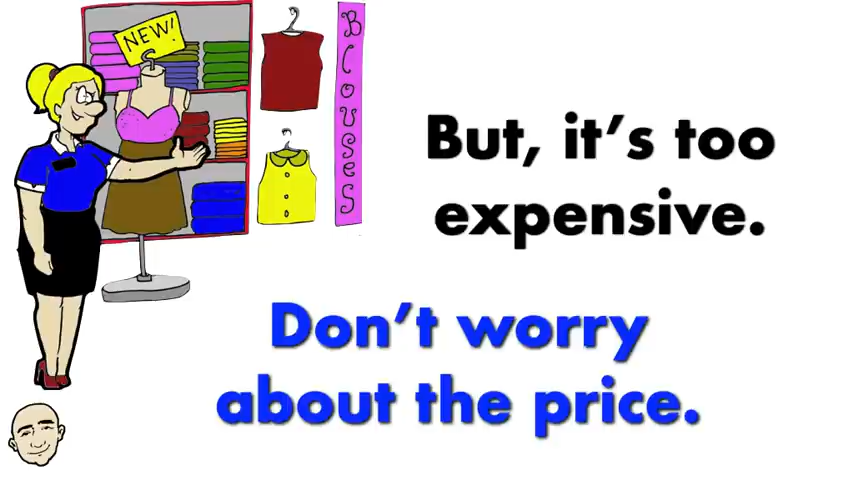 NEW!
BLOUSES
But, it's too
expensive.
Don't worry
about the price.